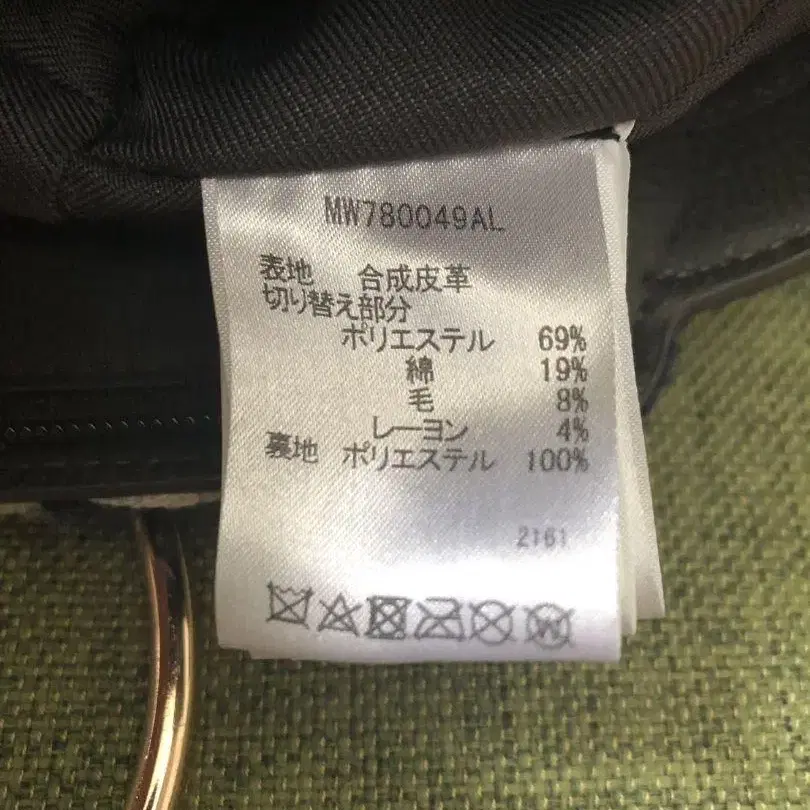 MW780049AL
表地 合成皮革
切り替え部分
ポリエステル 69%
綿 19%
毛 8%
レーヨン 4%
裏地 ポリエステル 100%
2161
W